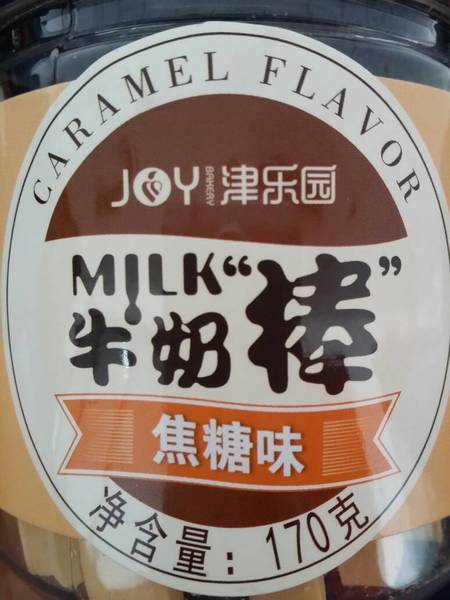 CARAMEL FLAVOR
JOY BAKERY 津乐园
MILK
牛奶“棒”
焦糖味
净含量：170克